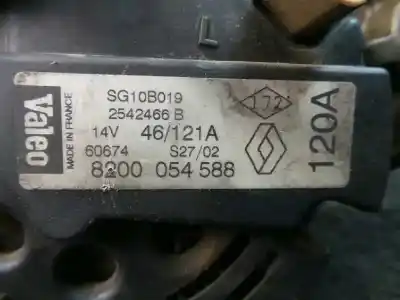 L
Valeo
MADE IN FRANCE
SG10B019
2542466 B
14V 46/121A
60674 S27/02
8200 054 588
172
120A